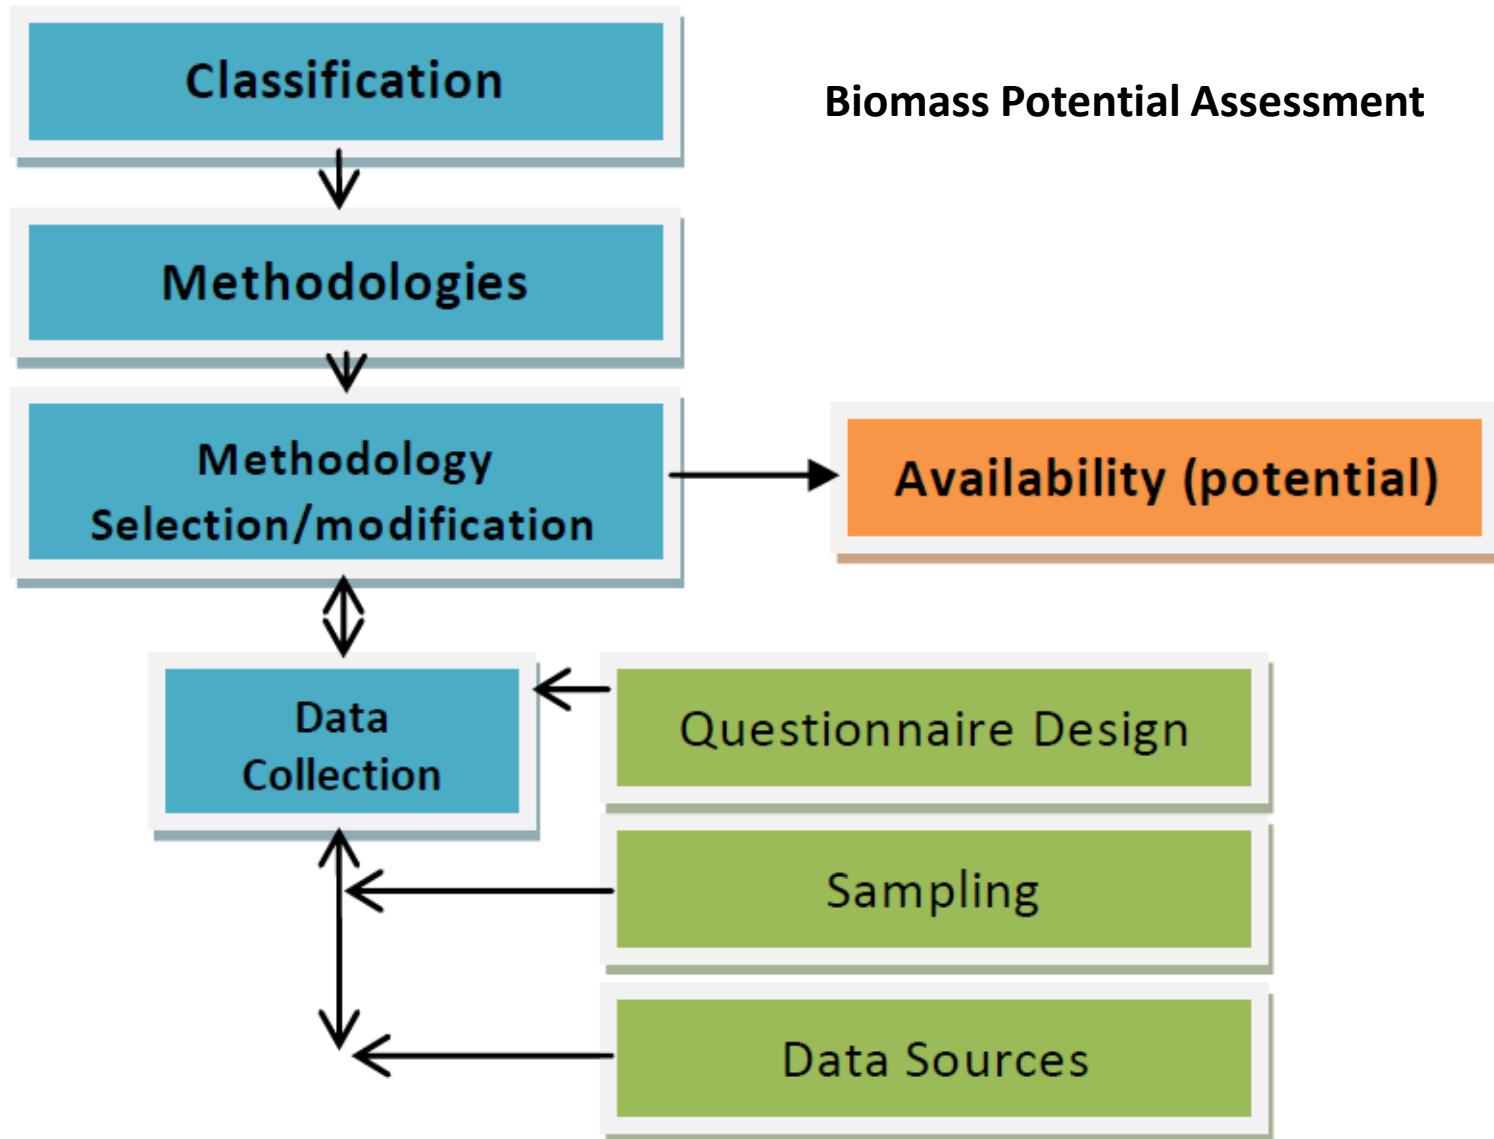 Classification
Biomass Potential Assessment
Methodologies
Methodology
Selection/modification
Availability (potential)
Data
Collection
Questionnaire Design
Sampling
Data Sources